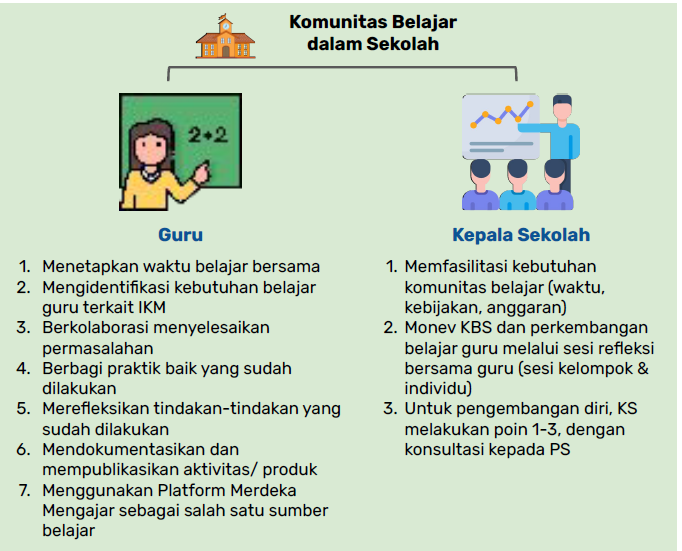 Komunitas Belajar
dalam Sekolah
2+2
Guru
1. Menetapkan waktu belajar bersama
2. Mengidentifikasi kebutuhan belajar
guru terkait IKM
3. Berkolaborasi menyelesaikan
permasalahan
4. Berbagi praktik baik yang sudah
dilakukan
5. Merefleksikan tindakan-tindakan yang
sudah dilakukan
6. Mendokumentasikan dan
mempublikasikan aktivitas/ produk
7. Menggunakan Platform Merdeka
Mengajar sebagai salah satu sumber
belajar
Kepala Sekolah
1. Memfasilitasi kebutuhan
komunitas belajar (waktu,
kebijakan, anggaran)
2. Monev KBS dan perkembangan
belajar guru melalui sesi refleksi
bersama guru (sesi kelompok &
individu)
3. Untuk pengembangan diri, KS
melakukan poin 1-3, dengan
konsultasi kepada PS